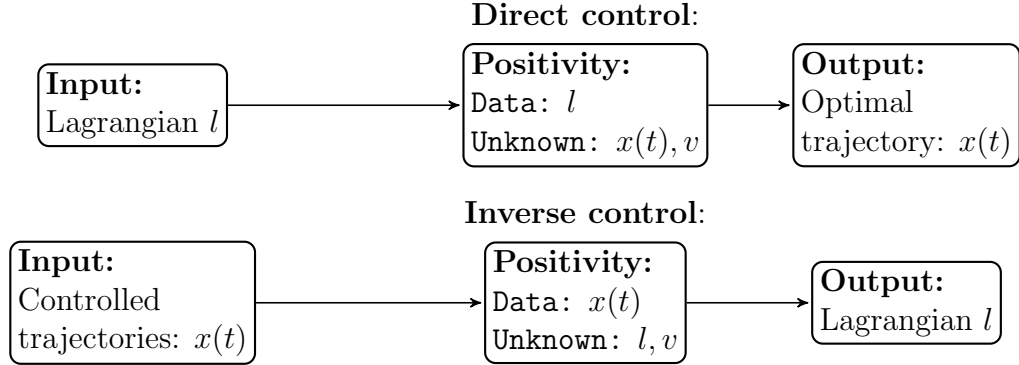 Direct control:
Input:
Lagrangian l
Positivity:
Data: l
Unknown: x(t), v
Output:
Optimal
trajectory: x(t)
Inverse control:
Input:
Controlled
trajectories: x(t)
Positivity:
Data: x(t)
Unknown: l, v
Output:
Lagrangian l